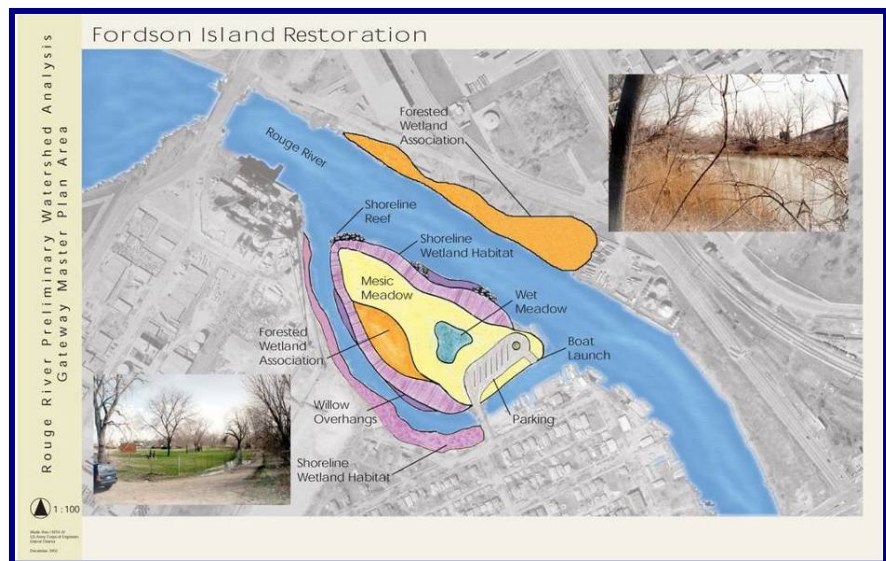 Fordson Island Restoration
Rouge River Preliminary Watershed Analysis
Gateway Master Plan Area
Rouge River
Forested
Wetland
Association
Shoreline
Reef
Shoreline
Wetland Habitat
Mesic
Meadow
Wet
Meadow
Forested
Wetland
Association
Boat
Launch
Willow
Overhangs
Parking
Shoreline
Wetland Habitat
1 : 100
US Army Corps of Engineers
Detroit District
December 2002